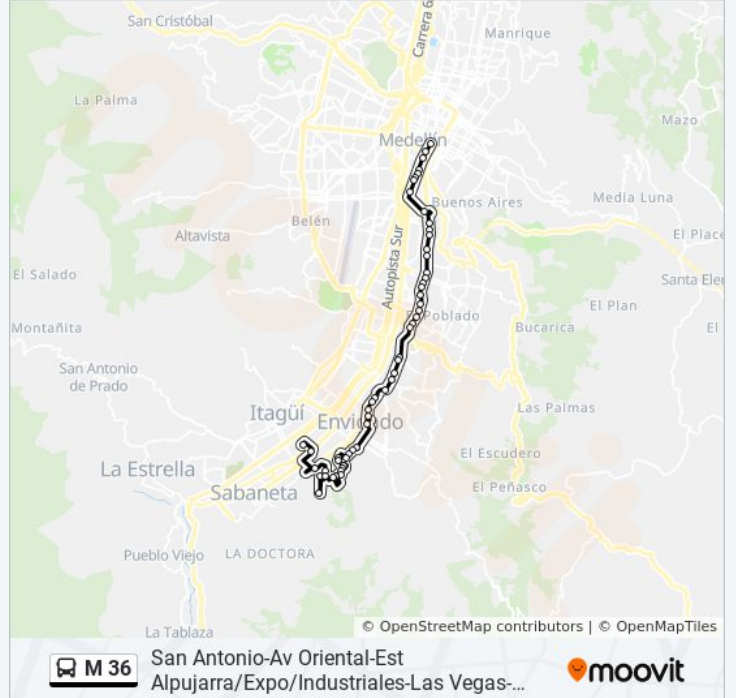 San Cristóbal
Carrera 6
Manrique
La Palma
Mazo
Medellín
Media Luna
Buenos Aires
Belén
Altavista
El Place
Autopista Sur
El Salado
Santa Eler
El Plan
El Poblado
Montañita
Bucarica
El
San Antonio
de Prado
Las Palmas
Itagüí
Envigado
El Escudero
La Estrella
El Peñasco
Sabaneta
Pueblo Viejo
LA DOCTORA
La Tablaza
© OpenStreetMap contributors | © OpenMapTiles
M 36
San Antonio-Av Oriental-Est
Alpujarra/Expo/Industriales-Las Vegas-...
moovit